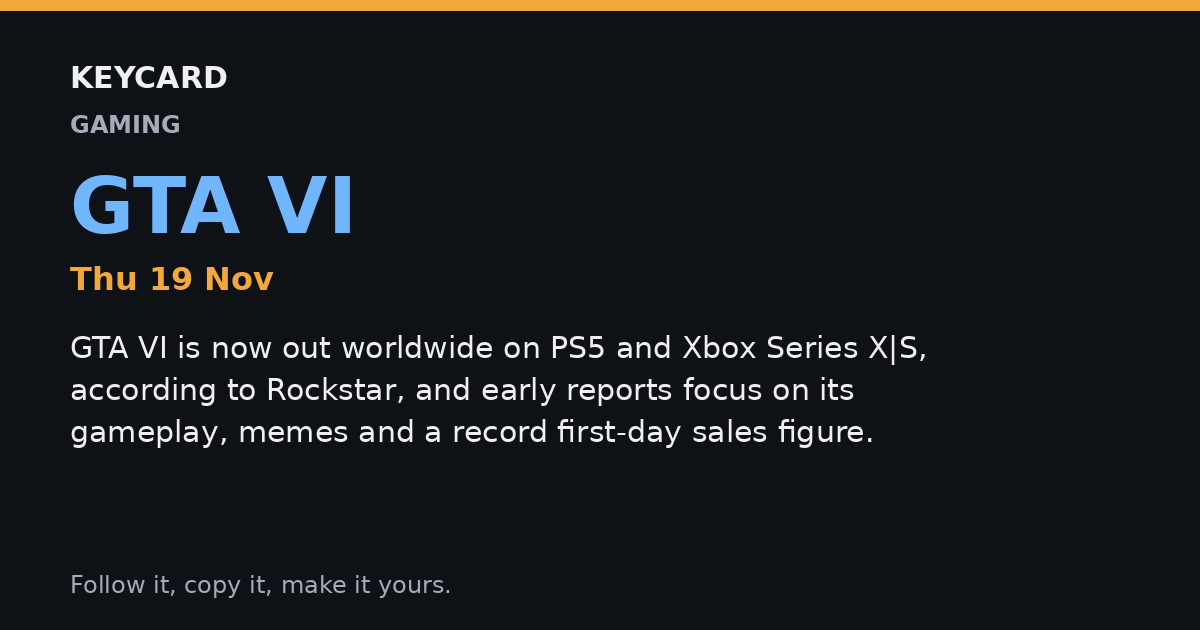 KEYCARD
GAMING
GTA VI
Thu 19 Nov
GTA VI is now out worldwide on PS5 and Xbox Series X|S,
according to Rockstar, and early reports focus on its
gameplay, memes and a record first-day sales figure.
Follow it, copy it, make it yours.